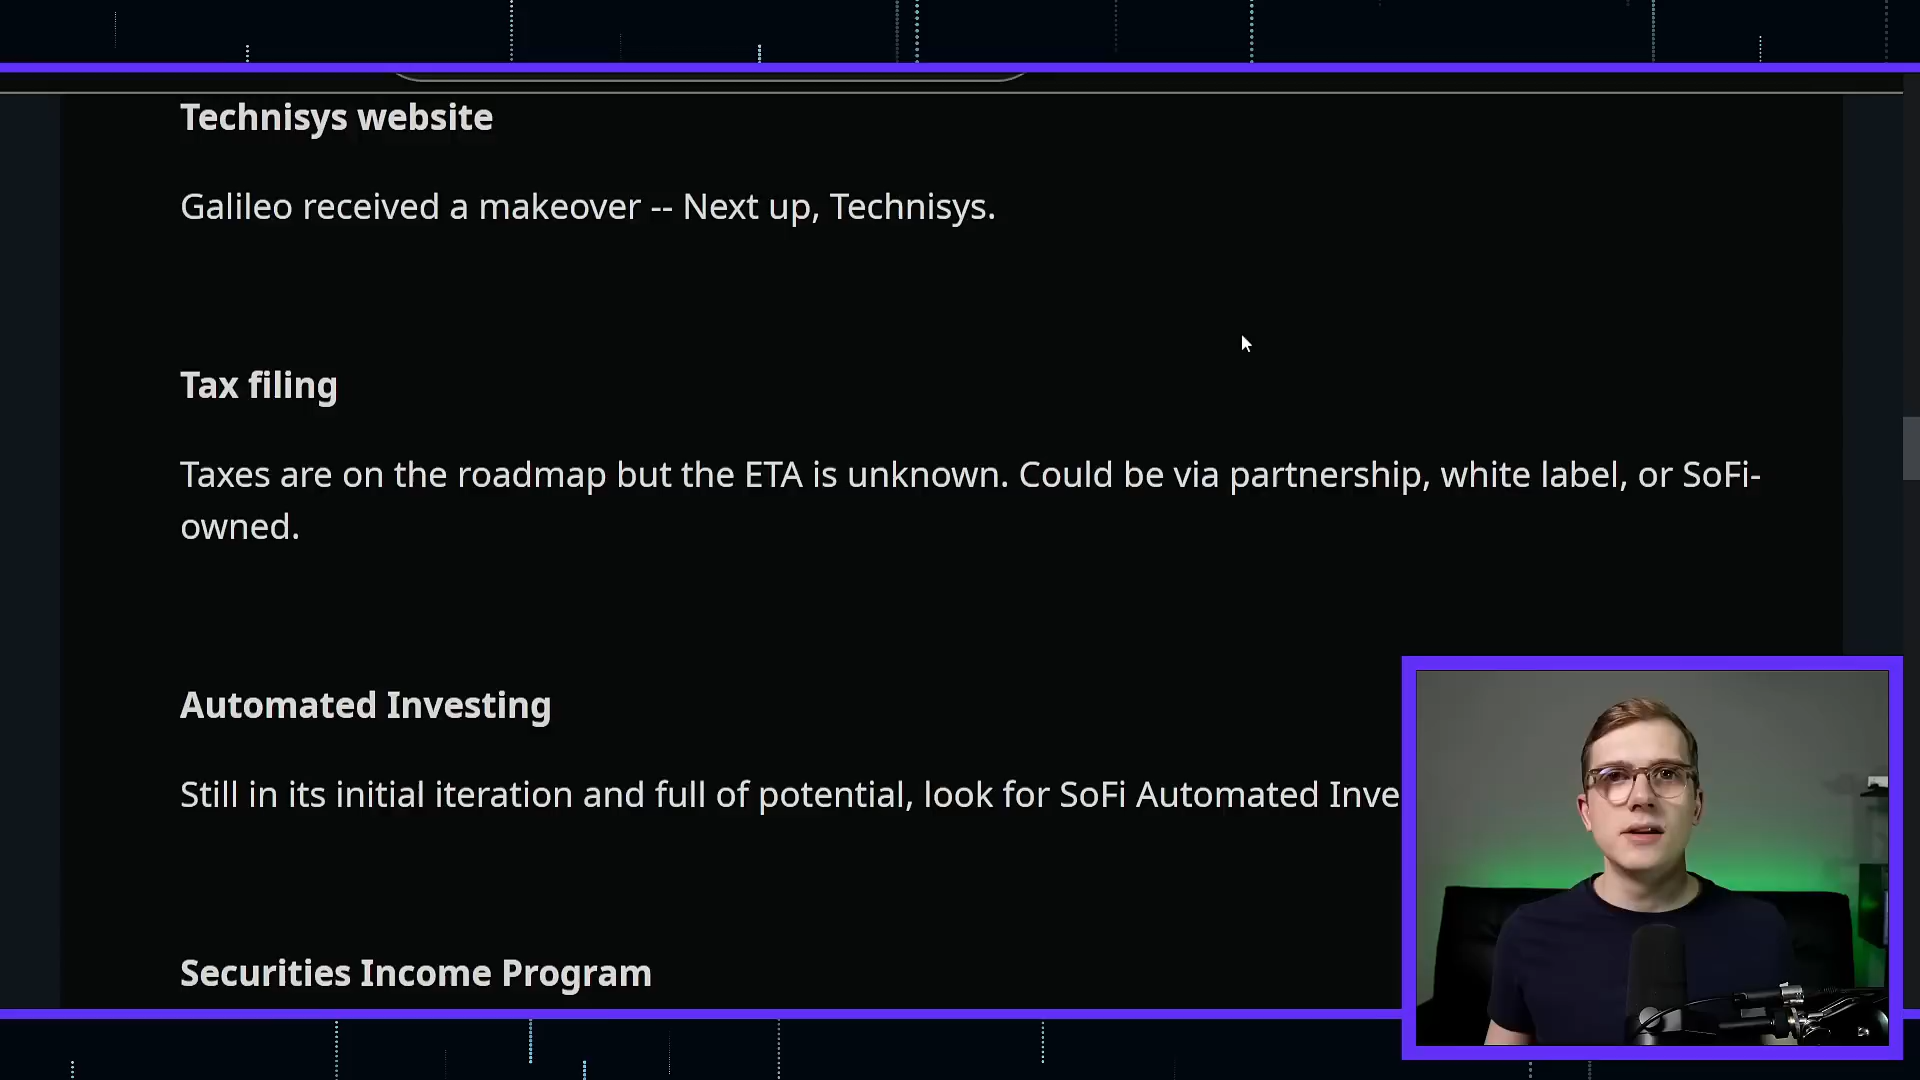 Technisys website
Galileo received a makeover -- Next up, Technisys.
Tax filing
Taxes are on the roadmap but the ETA is unknown. Could be via partnership, white label, or SoFi-
owned.
Automated Investing
Still in its initial iteration and full of potential, look for SoFi Automated Inve
Securities Income Program